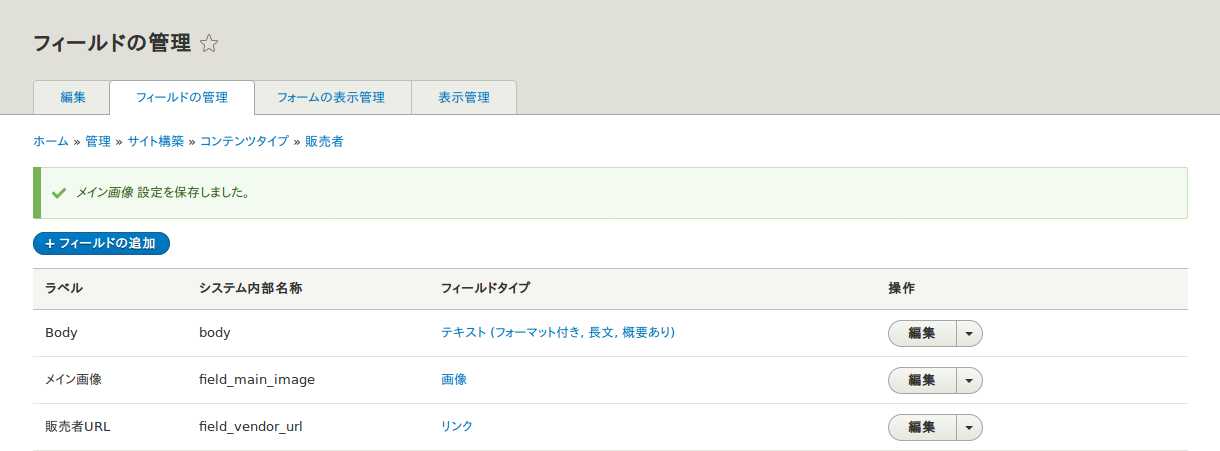 フィールドの管理
編集 フィールドの管理 フォームの表示管理 表示管理
ホーム » 管理 » サイト構築 » コンテンツタイプ » 販売者
メイン画像 設定を保存しました。
+ フィールドの追加
ラベル システム内部名称 フィールドタイプ 操作
Body body テキスト (フォーマット付き, 長文, 概要あり) 編集
メイン画像 field_main_image 画像 編集
販売者URL field_vendor_url リンク 編集